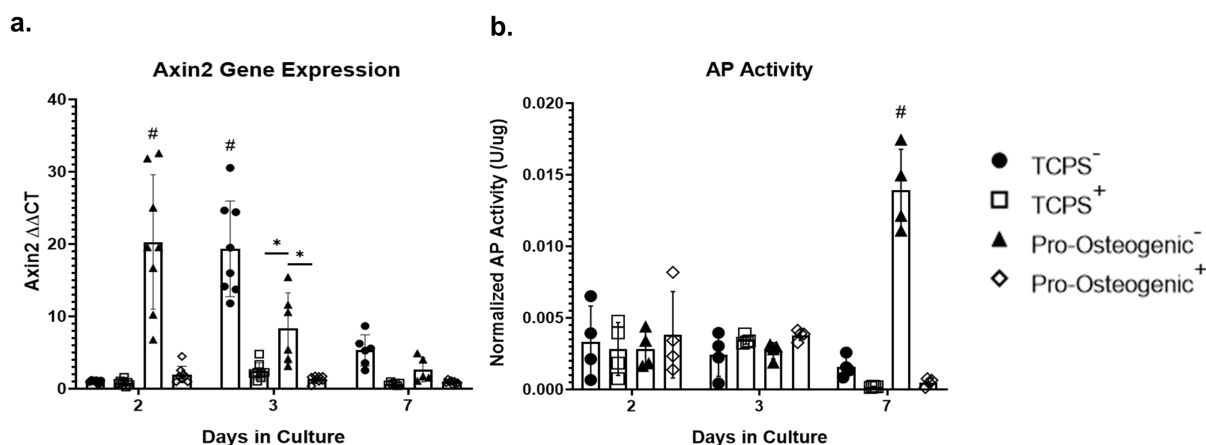 a.
Axin2 Gene Expression
Axin2 ΔΔCT
40
30
20
10
0
#
#
*
*
2
3
7
Days in Culture
b.
AP Activity
Normalized AP Activity (U/ug)
0.020
0.015
0.010
0.005
0.000
#
2
3
7
Days in Culture
TCPS⁻
TCPS⁺
Pro-Osteogenic⁻
Pro-Osteogenic⁺